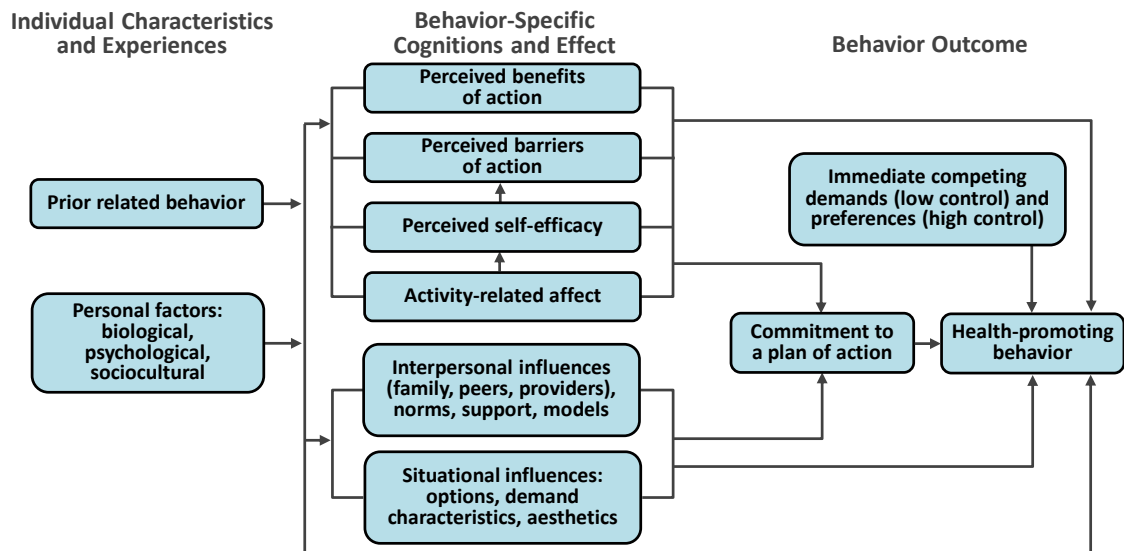 Individual Characteristics
and Experiences
Behavior-Specific
Cognitions and Effect
Behavior Outcome
Perceived benefits
of action
Perceived barriers
of action
Prior related behavior
Perceived self-efficacy
Activity-related affect
Immediate competing
demands (low control) and
preferences (high control)
Personal factors:
biological,
psychological,
sociocultural
Interpersonal influences
(family, peers, providers),
norms, support, models
Situational influences:
options, demand
characteristics, aesthetics
Commitment to
a plan of action
Health-promoting
behavior